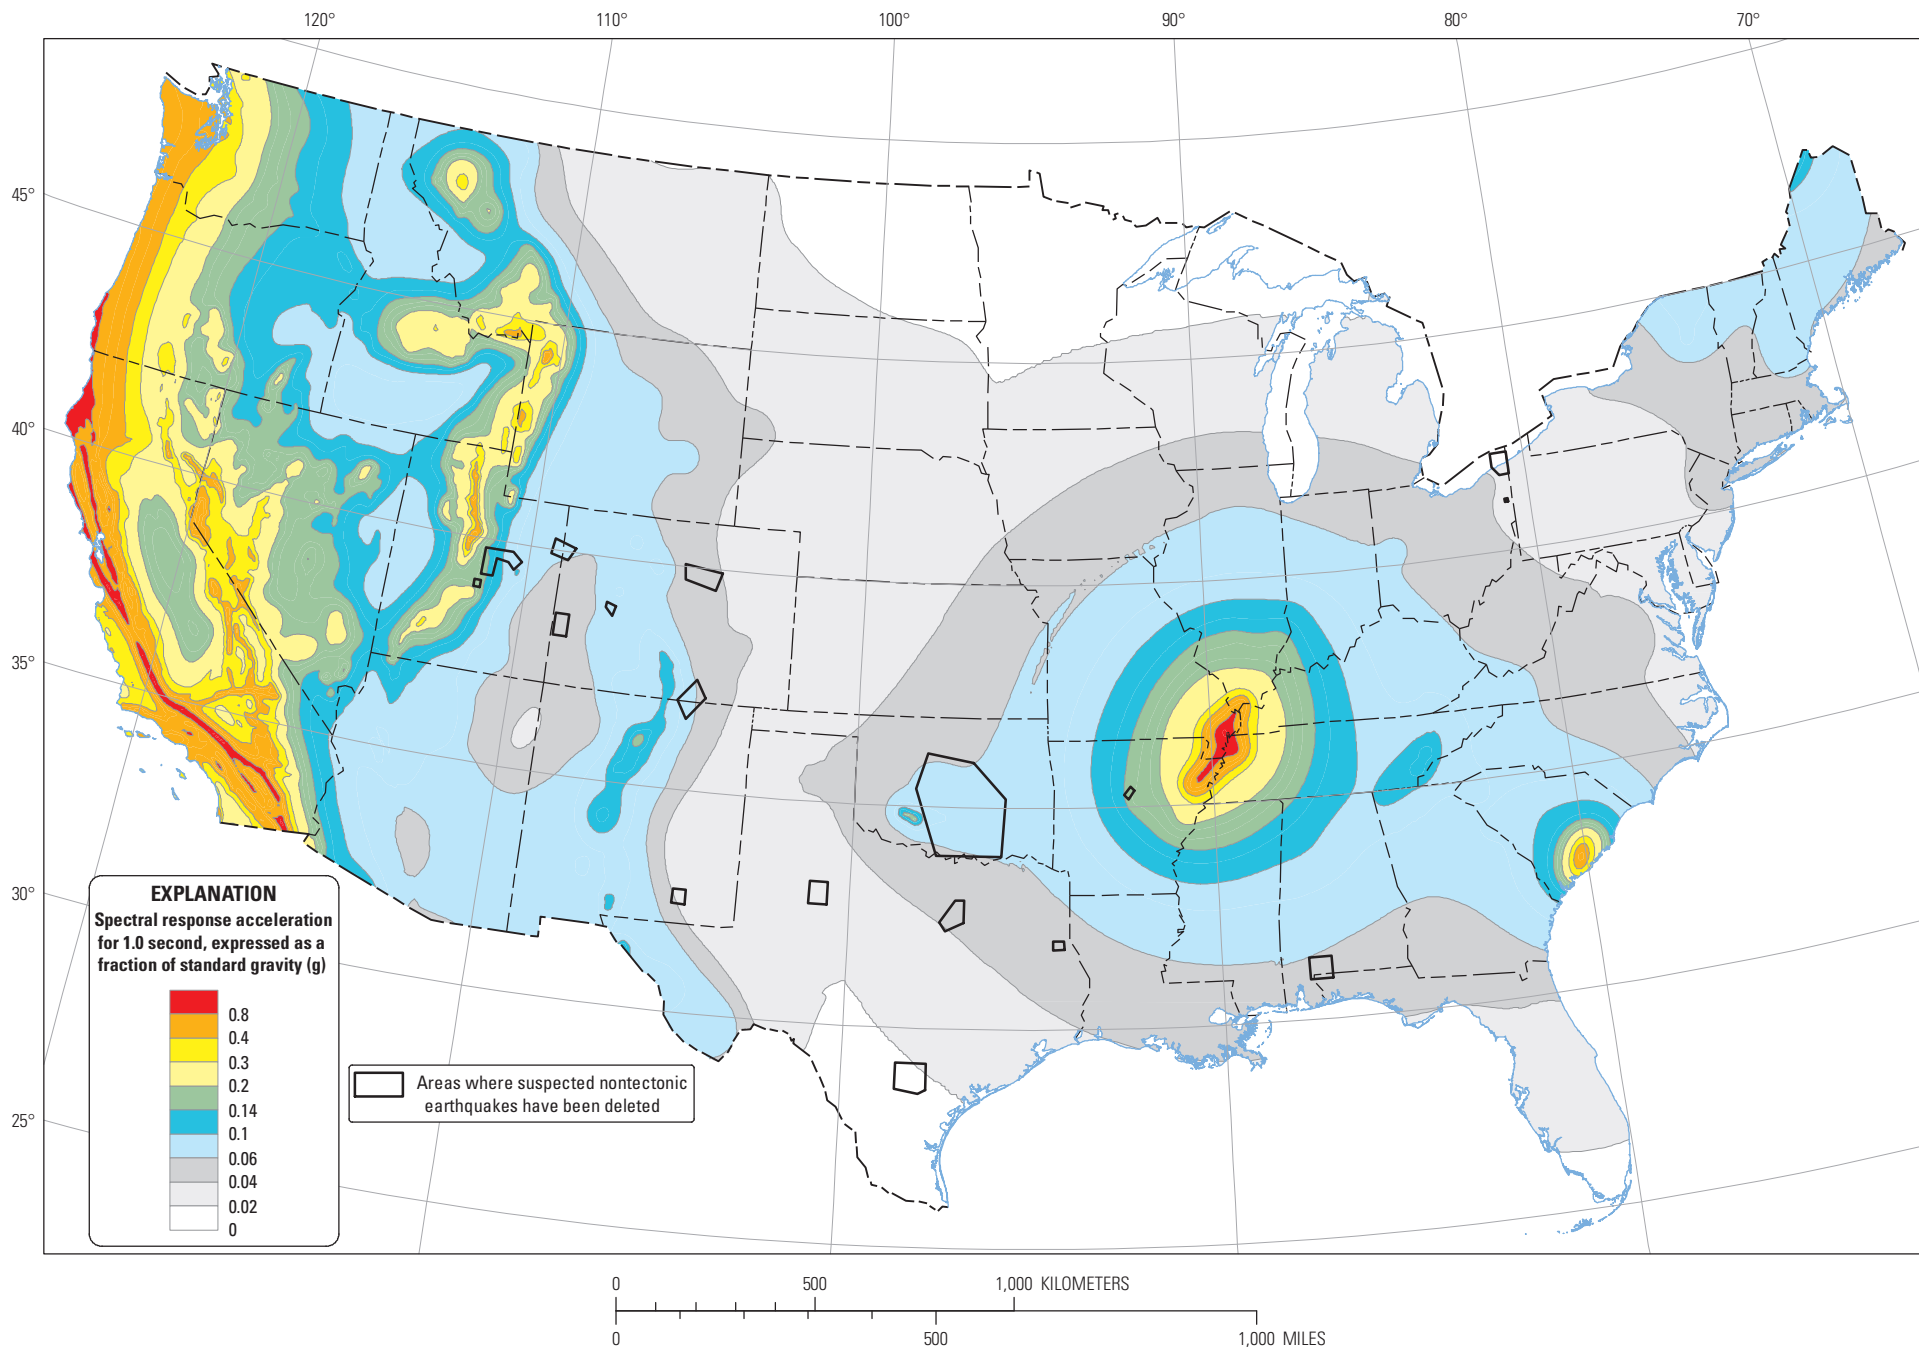 120° 110° 100° 90° 80° 70°
45°
40°
35°
30°
25°
EXPLANATION
Spectral response acceleration
for 1.0 second, expressed as a
fraction of standard gravity (g)
0.8
0.4
0.3
0.2
0.14
0.1
0.06
0.04
0.02
0
Areas where suspected nontectonic
earthquakes have been deleted
0 500 1,000 KILOMETERS
0 500 1,000 MILES